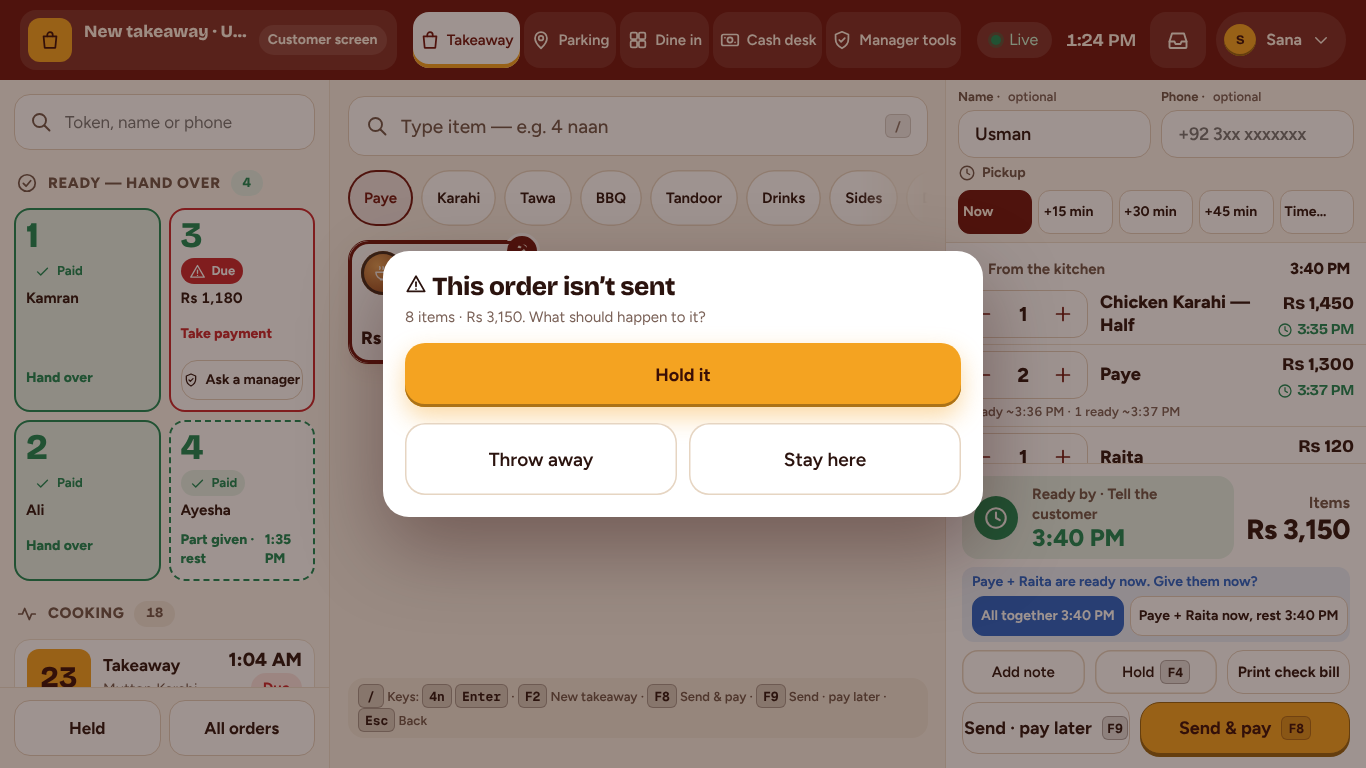 New takeaway · U...
Customer screen
Takeaway
Parking
Dine in
Cash desk
Manager tools
Live
1:24 PM
S
Sana
Token, name or phone
READY — HAND OVER 4
1
Paid
Kamran
Hand over
3
Due
Rs 1,180
Take payment
Ask a manager
2
Paid
Ali
Hand over
4
Paid
Ayesha
Part given · rest
1:35 PM
COOKING 18
23
Takeaway
1:04 AM
Mutton Karahi
Due
Held
All orders
Type item — e.g. 4 naan
/
Paye
Karahi
Tawa
BBQ
Tandoor
Drinks
Sides
Rs
This order isn't sent
8 items · Rs 3,150. What should happen to it?
Hold it
Throw away
Stay here
/ Keys: 4n Enter · F2 New takeaway · F8 Send & pay · F9 Send · pay later ·
Esc Back
Name · optional
Phone · optional
Usman
+92 3xx xxxxxxx
Pickup
Now
+15 min
+30 min
+45 min
Time...
From the kitchen
3:40 PM
1
+
Chicken Karahi — Half
Rs 1,450
3:35 PM
2
+
Paye
Rs 1,300
3:37 PM
ady ~3:36 PM · 1 ready ~3:37 PM
1
+
Raita
Rs 120
Ready by · Tell the customer
3:40 PM
Items
Rs 3,150
Paye + Raita are ready now. Give them now?
All together 3:40 PM
Paye + Raita now, rest 3:40 PM
Add note
Hold F4
Print check bill
Send · pay later F9
Send & pay F8